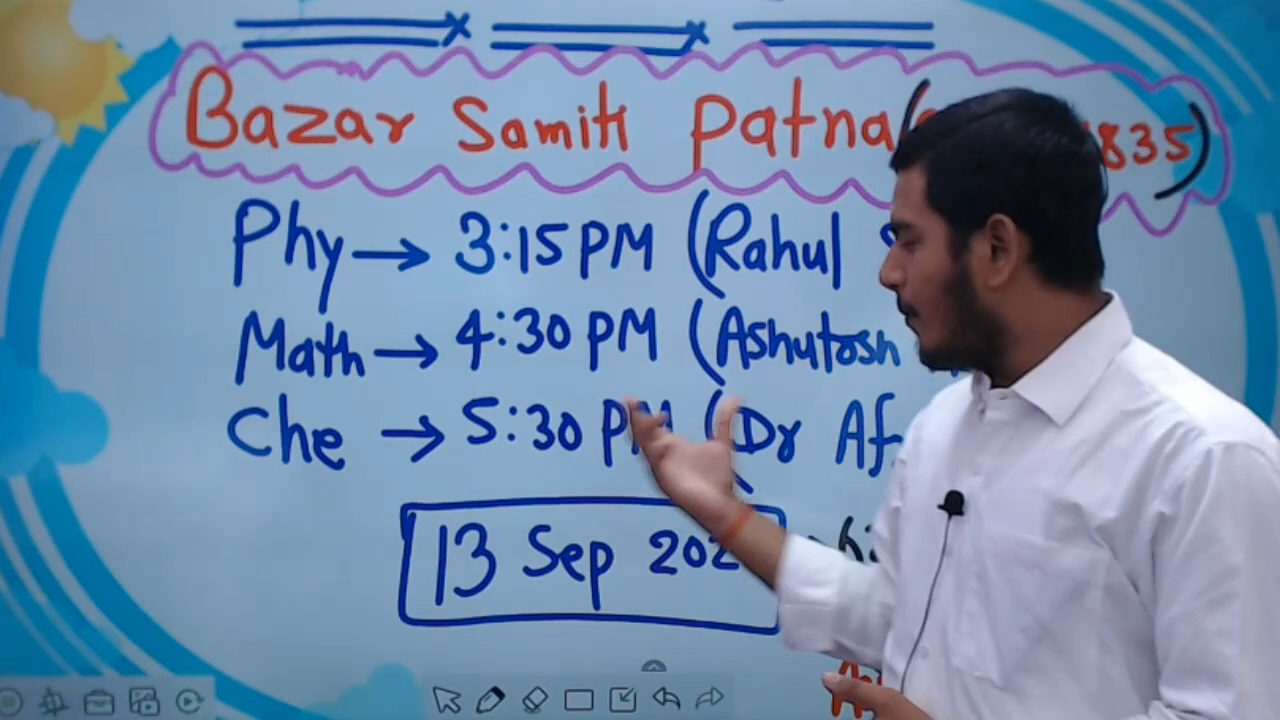 Bazar Samiti Patna( 835)
Phy → 3:15 PM (Rahul
Math → 4:30 PM (Ashutosh
Che → 5:30 PM (Dr Af
13 Sep 202